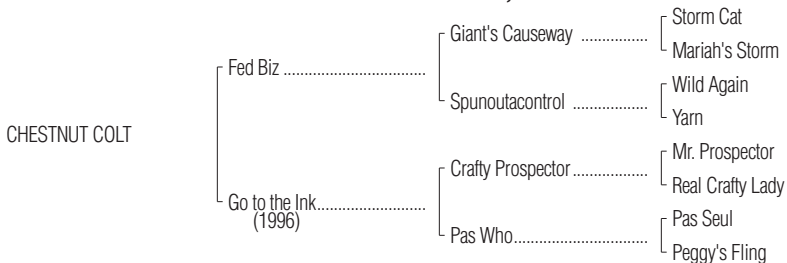 Storm Cat
Giant's Causeway ................
Mariah's Storm
Fed Biz ..................................
Wild Again
Spunoutacontrol ..................
Yarn
CHESTNUT COLT
Mr. Prospector
Crafty Prospector ..................
Real Crafty Lady
Go to the Ink..........................
(1996)
Pas Seul
Pas Who................................
Peggy's Fling